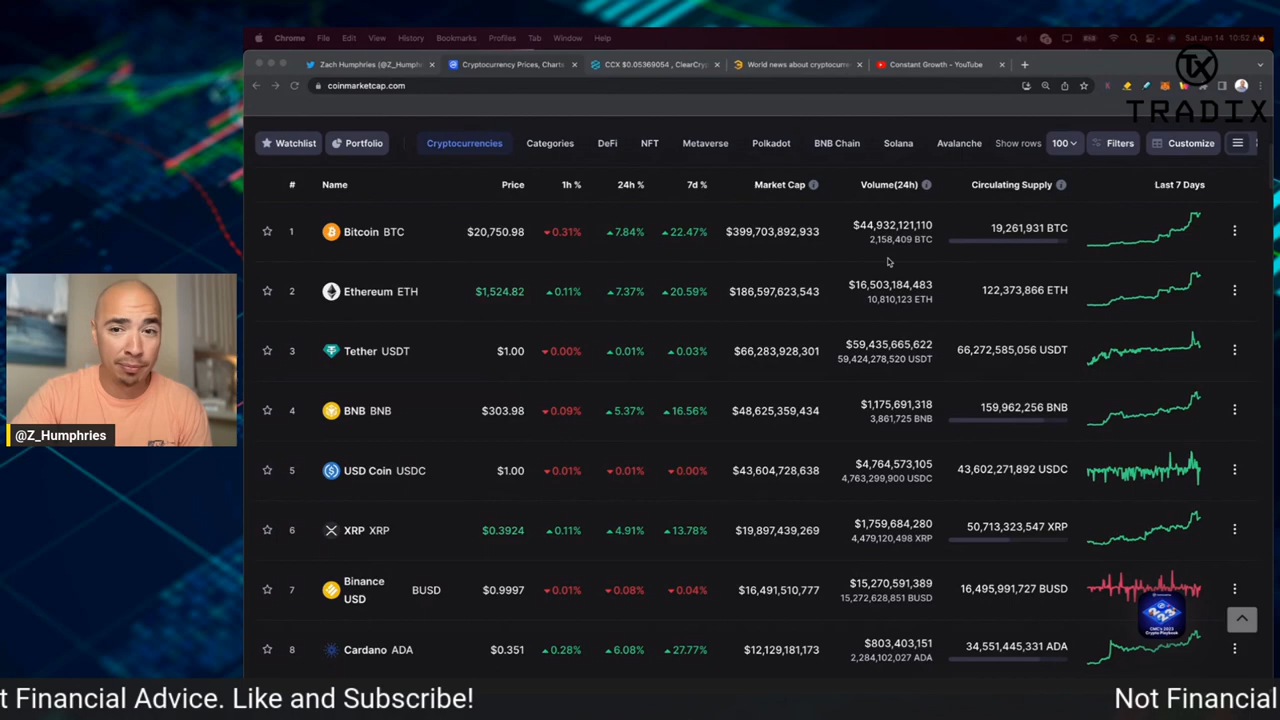 Chrome File Edit View History Bookmarks Profiles Tab Window Help Sat Jan 14 10:52 AM
Zach Humphries (@Z_Humph Cryptocurrency Prices, Charts CCX $0.05369054 , ClearCryp World news about cryptocurre Constant Growth - YouTube
coinmarketcap.com
TRADIX
Watchlist Portfolio Cryptocurrencies Categories DeFi NFT Metaverse Polkadot BNB Chain Solana Avalanche Show rows 100 Filters Customize
# Name Price 1h % 24h % 7d % Market Cap Volume(24h) Circulating Supply Last 7 Days
1 Bitcoin BTC $20,750.98 0.31% 7.84% 22.47% $399,703,892,933 $44,932,121,110 19,261,931 BTC
2,158,409 BTC
2 Ethereum ETH $1,524.82 0.11% 7.37% 20.59% $186,597,623,543 $16,503,184,483 122,373,866 ETH
10,810,123 ETH
3 Tether USDT $1.00 0.00% 0.01% 0.03% $66,283,928,301 $59,435,665,622 66,272,585,056 USDT
59,424,278,520 USDT
4 BNB BNB $303.98 0.09% 5.37% 16.56% $48,625,359,434 $1,175,691,318 159,962,256 BNB
3,861,725 BNB
@Z_Humphries
5 USD Coin USDC $1.00 0.01% 0.01% 0.00% $43,604,728,638 $4,764,573,105 43,602,271,892 USDC
4,763,299,900 USDC
6 XRP XRP $0.3924 0.11% 4.91% 13.78% $19,897,439,269 $1,759,684,280 50,713,323,547 XRP
4,479,120,498 XRP
7 Binance USD BUSD $0.9997 0.01% 0.08% 0.04% $16,491,510,777 $15,270,591,389 16,495,991,727 BUSD
15,272,628,851 BUSD
CMC's 2023
Crypto Playbook
8 Cardano ADA $0.351 0.28% 6.08% 27.77% $12,129,181,173 $803,403,151 34,551,445,331 ADA
2,284,102,027 ADA
t Financial Advice. Like and Subscribe! Not Financial